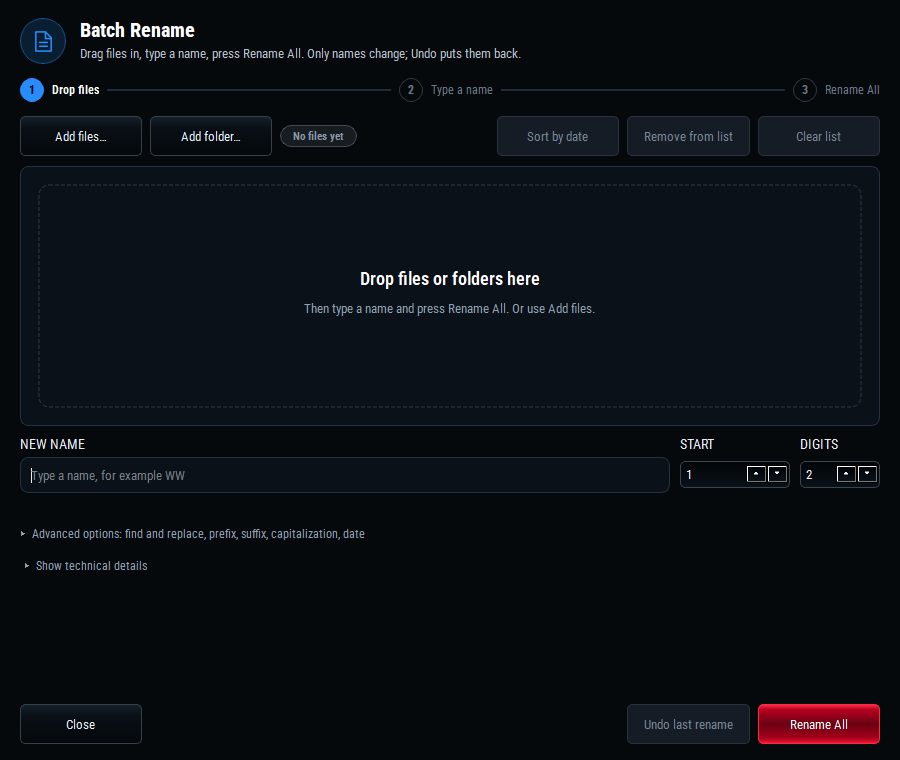 Batch Rename
Drag files in, type a name, press Rename All. Only names change; Undo puts them back.
1 Drop files 2 Type a name 3 Rename All
Add files… Add folder… No files yet Sort by date Remove from list Clear list
Drop files or folders here
Then type a name and press Rename All. Or use Add files.
NEW NAME START DIGITS
Type a name, for example WW 1 2
Advanced options: find and replace, prefix, suffix, capitalization, date
Show technical details
Close Undo last rename Rename All